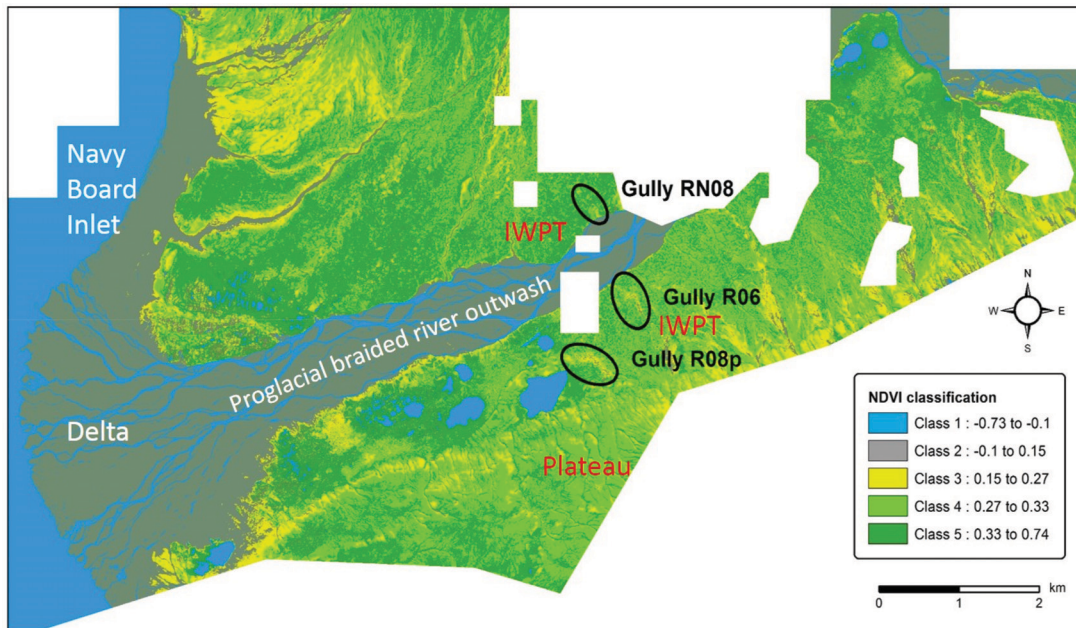 Navy
Board
Inlet
Gully RN08
IWPT
Gully R06
IWPT
Gully R08p
Proglacial braided river outwash
Delta
Plateau
N
W
E
S
NDVI classification
Class 1 : -0.73 to -0.1
Class 2 : -0.1 to 0.15
Class 3 : 0.15 to 0.27
Class 4 : 0.27 to 0.33
Class 5 : 0.33 to 0.74
km
0 1 2